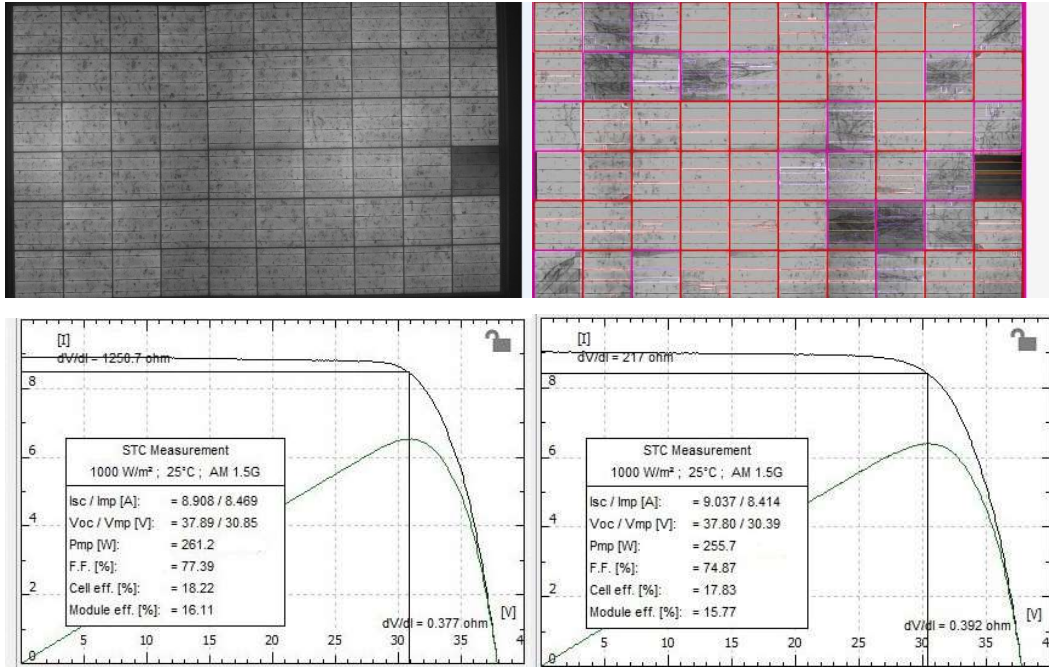 [I]
dV/dI = 1250.7 ohm
8
6
4
2
0
STC Measurement
1000 W/m² ; 25°C ; AM 1.5G
Isc / Imp [A]: = 8.908 / 8.469
Voc / Vmp [V]: = 37.89 / 30.85
Pmp [W]: = 261.2
F.F. [%]: = 77.39
Cell eff. [%]: = 18.22
Module eff. [%]: = 16.11
[V]
dV/dI = 0.377 ohm
5 10 15 20 25 30 35 4
[I]
dV/dI = 217 ohm
8
6
4
2
0
STC Measurement
1000 W/m² ; 25°C ; AM 1.5G
Isc / Imp [A]: = 9.037 / 8.414
Voc / Vmp [V]: = 37.80 / 30.39
Pmp [W]: = 255.7
F.F. [%]: = 74.87
Cell eff. [%]: = 17.83
Module eff. [%]: = 15.77
[V]
dV/dI = 0.392 ohm
5 10 15 20 25 30 35 4